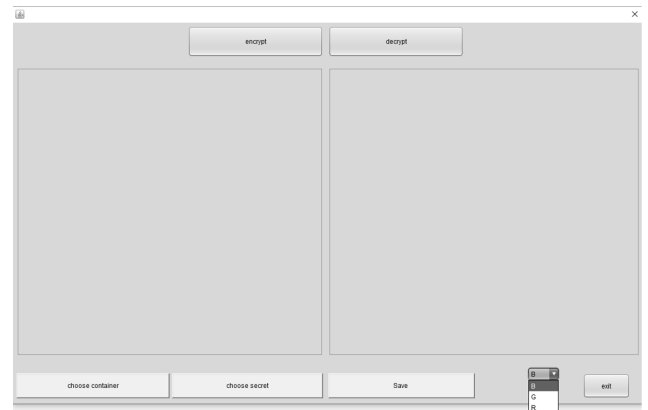 encrypt decrypt
choose container choose secret Save B exit
B
G
R